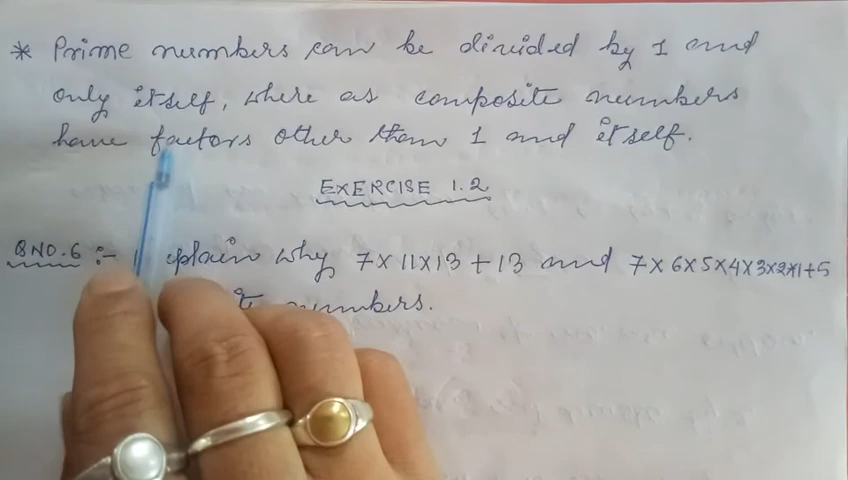 * Prime numbers can be divided by 1 and
only itself, where as composite numbers
have factors other than 1 and itself.
EXERCISE 1.2
QNO.6 :- plain why 7×11×13+13 and 7×6×5×4×3×2×1+5
numbers.